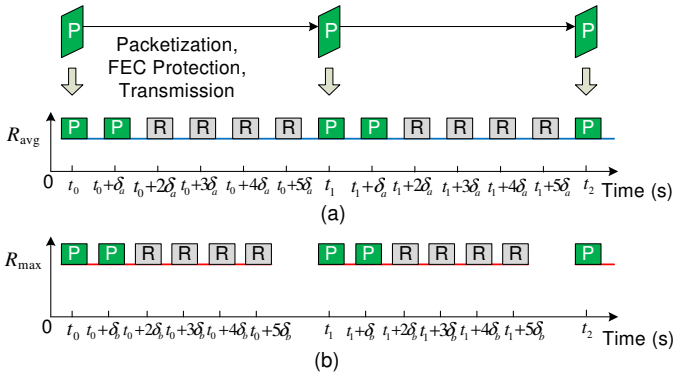 P P P
Packetization,
FEC Protection,
Transmission
P P R R R R P P R R R R P
R_avg
0 t_0 t_0+δ_a t_0+2δ_a t_0+3δ_a t_0+4δ_a t_0+5δ_a t_1 t_1+δ_a t_1+2δ_a t_1+3δ_a t_1+4δ_a t_1+5δ_a t_2 Time (s)
(a)
P P R R R R P P R R R R P
R_max
0 t_0 t_0+δ_b t_0+2δ_b t_0+3δ_b t_0+4δ_b t_0+5δ_b t_1 t_1+δ_b t_1+2δ_b t_1+3δ_b t_1+4δ_b t_1+5δ_b t_2 Time (s)
(b)